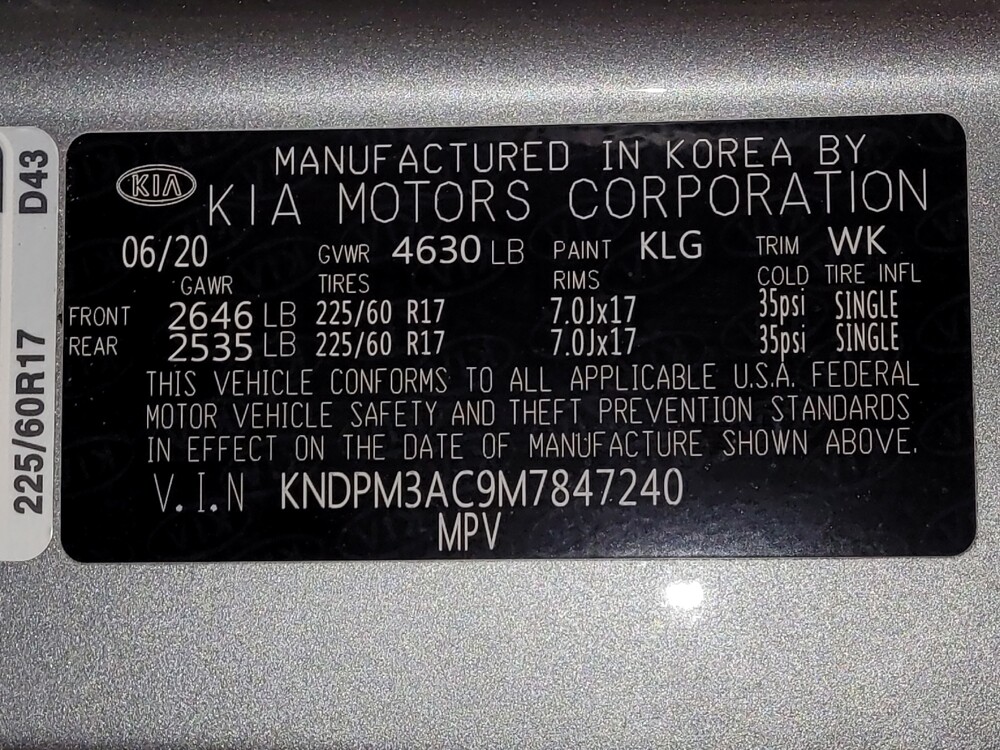 MANUFACTURED IN KOREA BY
KIA KIA MOTORS CORPORATION
06/20 GVWR 4630 LB PAINT KLG TRIM WK
GAWR TIRES RIMS COLD TIRE INFL
FRONT 2646 LB 225/60 R17 7.0Jx17 35psi SINGLE
REAR 2535 LB 225/60 R17 7.0Jx17 35psi SINGLE
THIS VEHICLE CONFORMS TO ALL APPLICABLE U.S.A. FEDERAL
MOTOR VEHICLE SAFETY AND THEFT PREVENTION STANDARDS
IN EFFECT ON THE DATE OF MANUFACTURE SHOWN ABOVE.
V.I.N KNDPM3AC9M7847240
MPV
225/60R17 D43